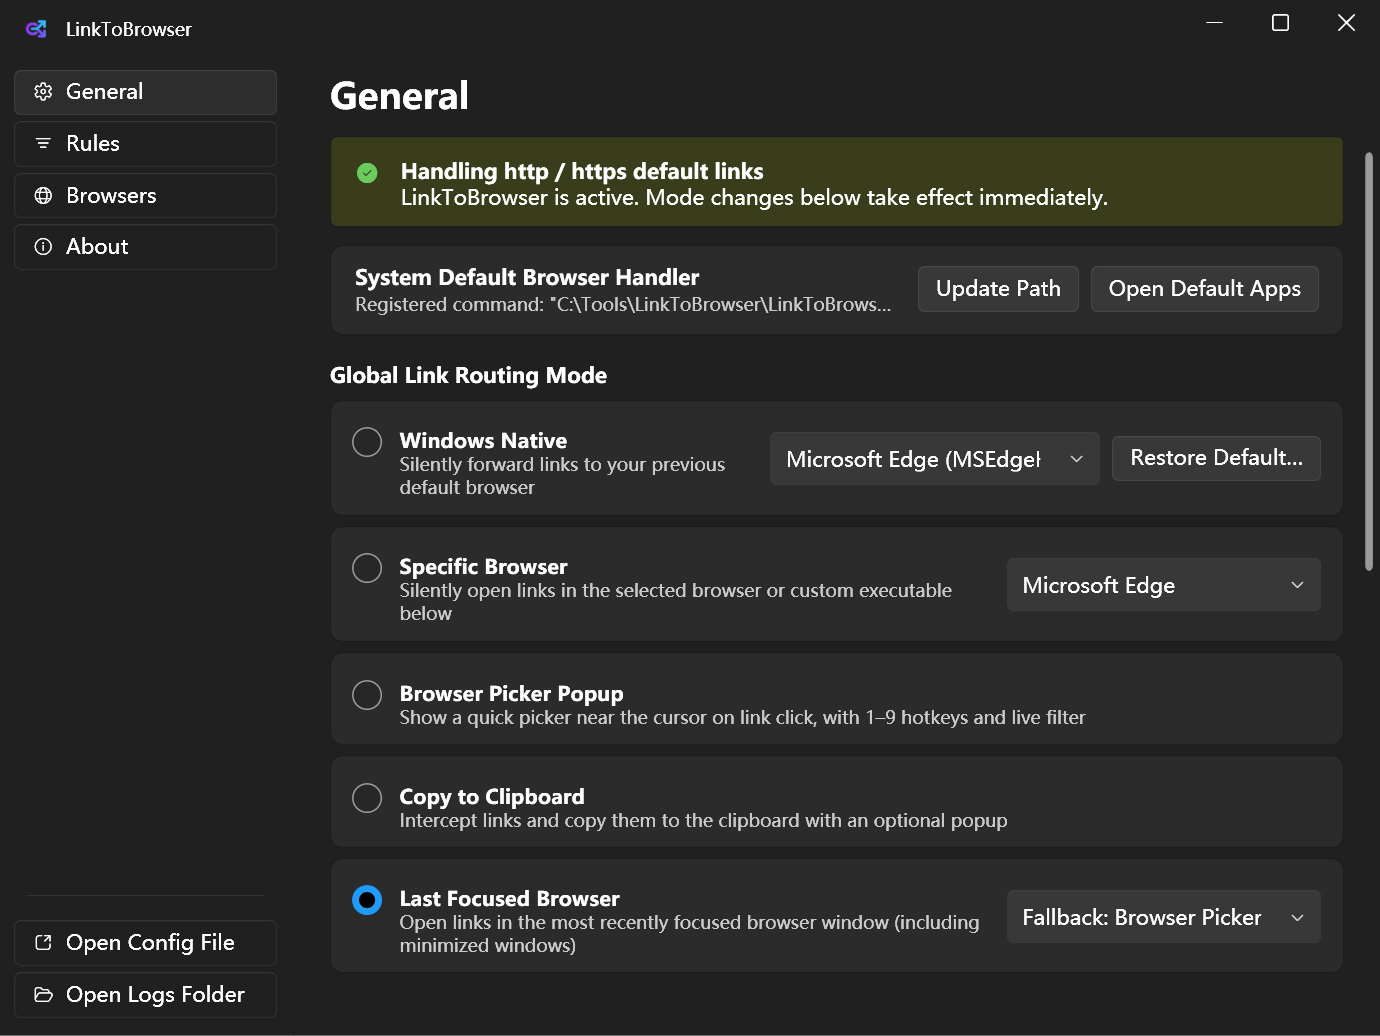 LinkToBrowser
General
Rules
Browsers
About
Open Config File
Open Logs Folder
General
Handling http / https default links
LinkToBrowser is active. Mode changes below take effect immediately.
System Default Browser Handler
Registered command: "C:\Tools\LinkToBrowser\LinkToBrows...
Update Path
Open Default Apps
Global Link Routing Mode
Windows Native
Silently forward links to your previous
default browser
Microsoft Edge (MSEdgeH
Restore Default...
Specific Browser
Silently open links in the selected browser or custom executable
below
Microsoft Edge
Browser Picker Popup
Show a quick picker near the cursor on link click, with 1–9 hotkeys and live filter
Copy to Clipboard
Intercept links and copy them to the clipboard with an optional popup
Last Focused Browser
Open links in the most recently focused browser window (including
minimized windows)
Fallback: Browser Picker